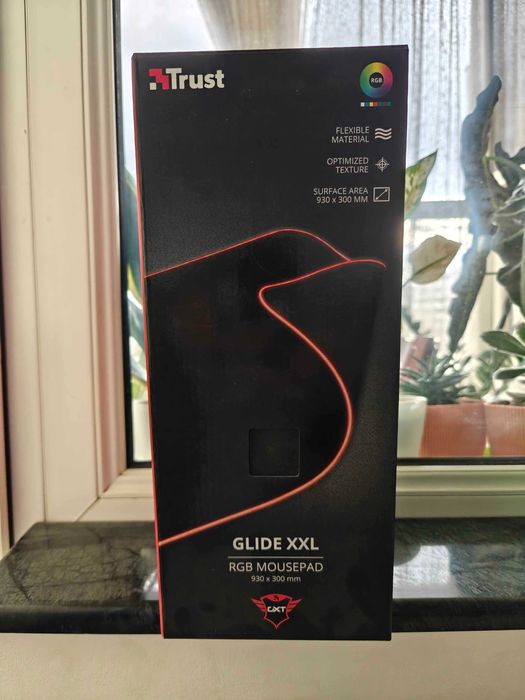 Trust
RGB
FLEXIBLE
MATERIAL
OPTIMIZED
TEXTURE
SURFACE AREA
930 x 300 MM
GLIDE XXL
RGB MOUSEPAD
930 x 300 mm
GXT